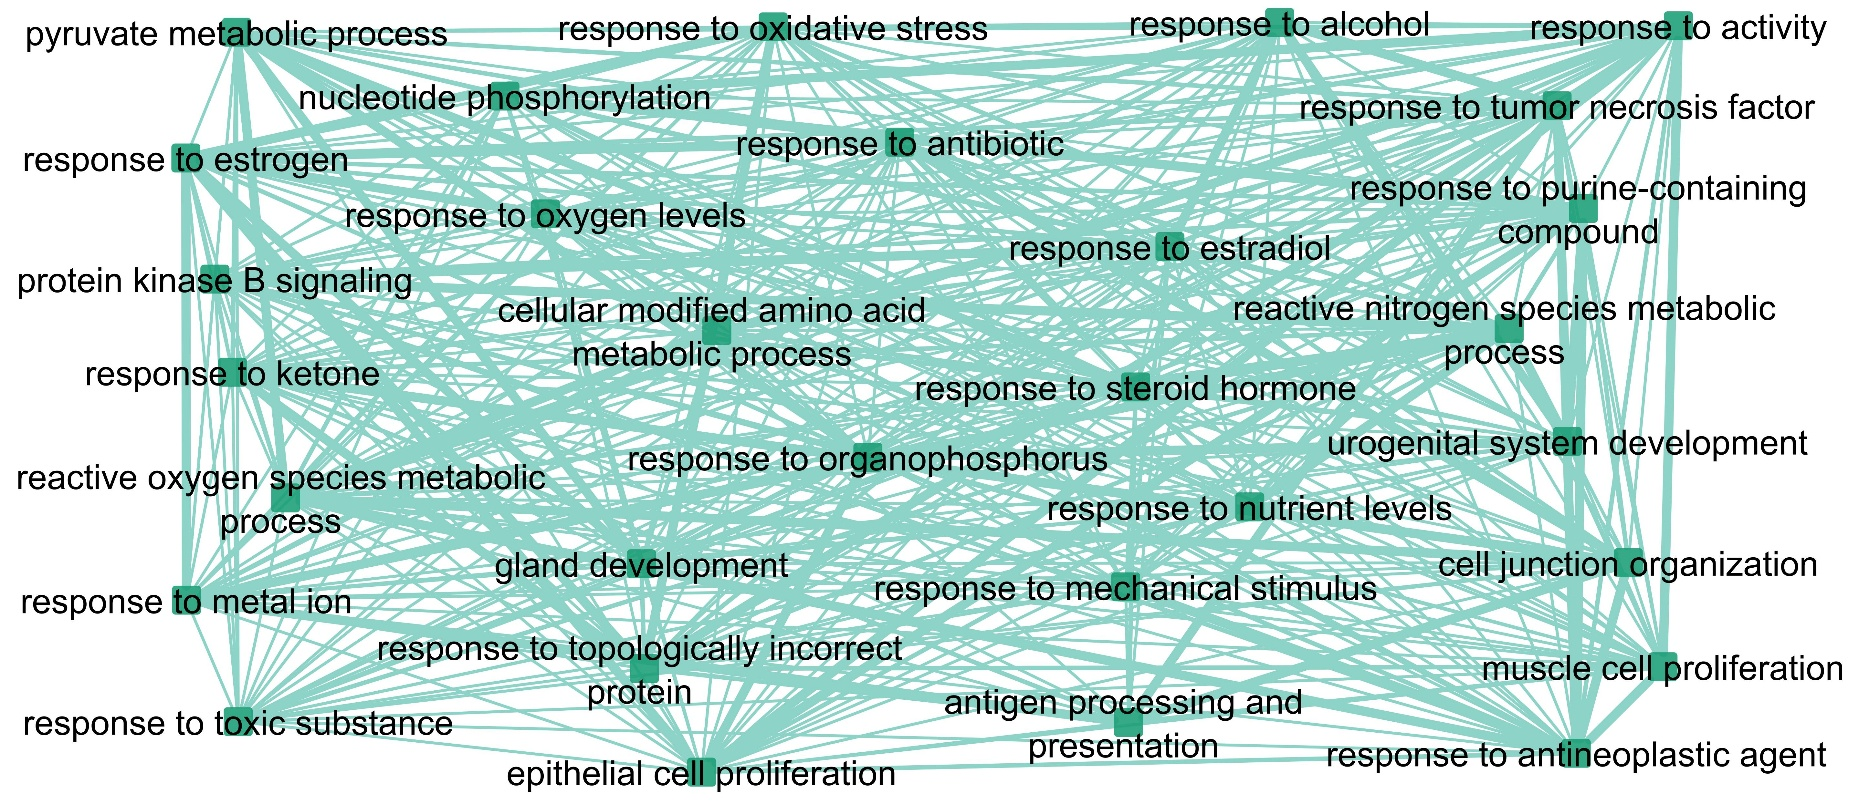 pyruvate metabolic process
response to oxidative stress
response to alcohol
response to activity
nucleotide phosphorylation
response to tumor necrosis factor
response to antibiotic
response to estrogen
response to purine-containing
compound
response to oxygen levels
response to estradiol
protein kinase B signaling
cellular modified amino acid
metabolic process
reactive nitrogen species metabolic
process
response to ketone
response to steroid hormone
urogenital system development
response to organophosphorus
reactive oxygen species metabolic
process
response to nutrient levels
gland development
cell junction organization
response to mechanical stimulus
response to metal ion
response to topologically incorrect
protein
muscle cell proliferation
antigen processing and
presentation
response to toxic substance
response to antineoplastic agent
epithelial cell proliferation